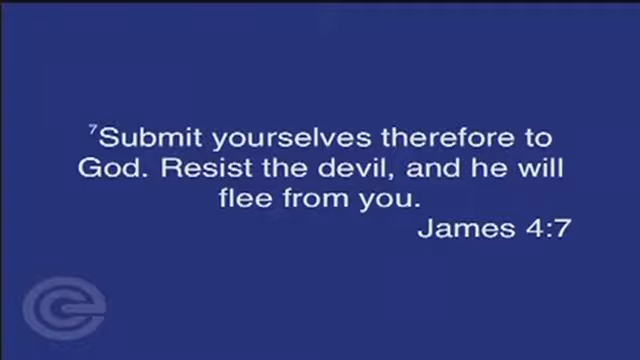 ⁷Submit yourselves therefore to
God. Resist the devil, and he will
flee from you.
James 4:7